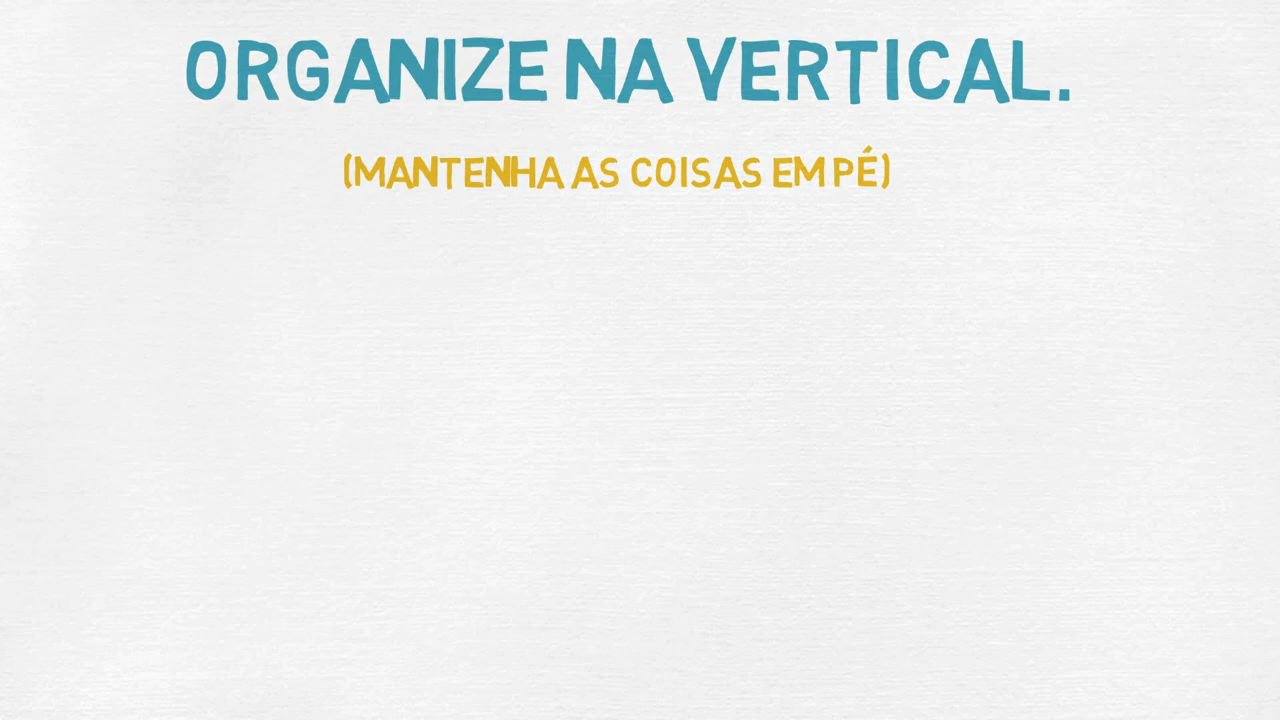 ORGANIZE NA VERTICAL.
(MANTENHA AS COISAS EM PÉ)